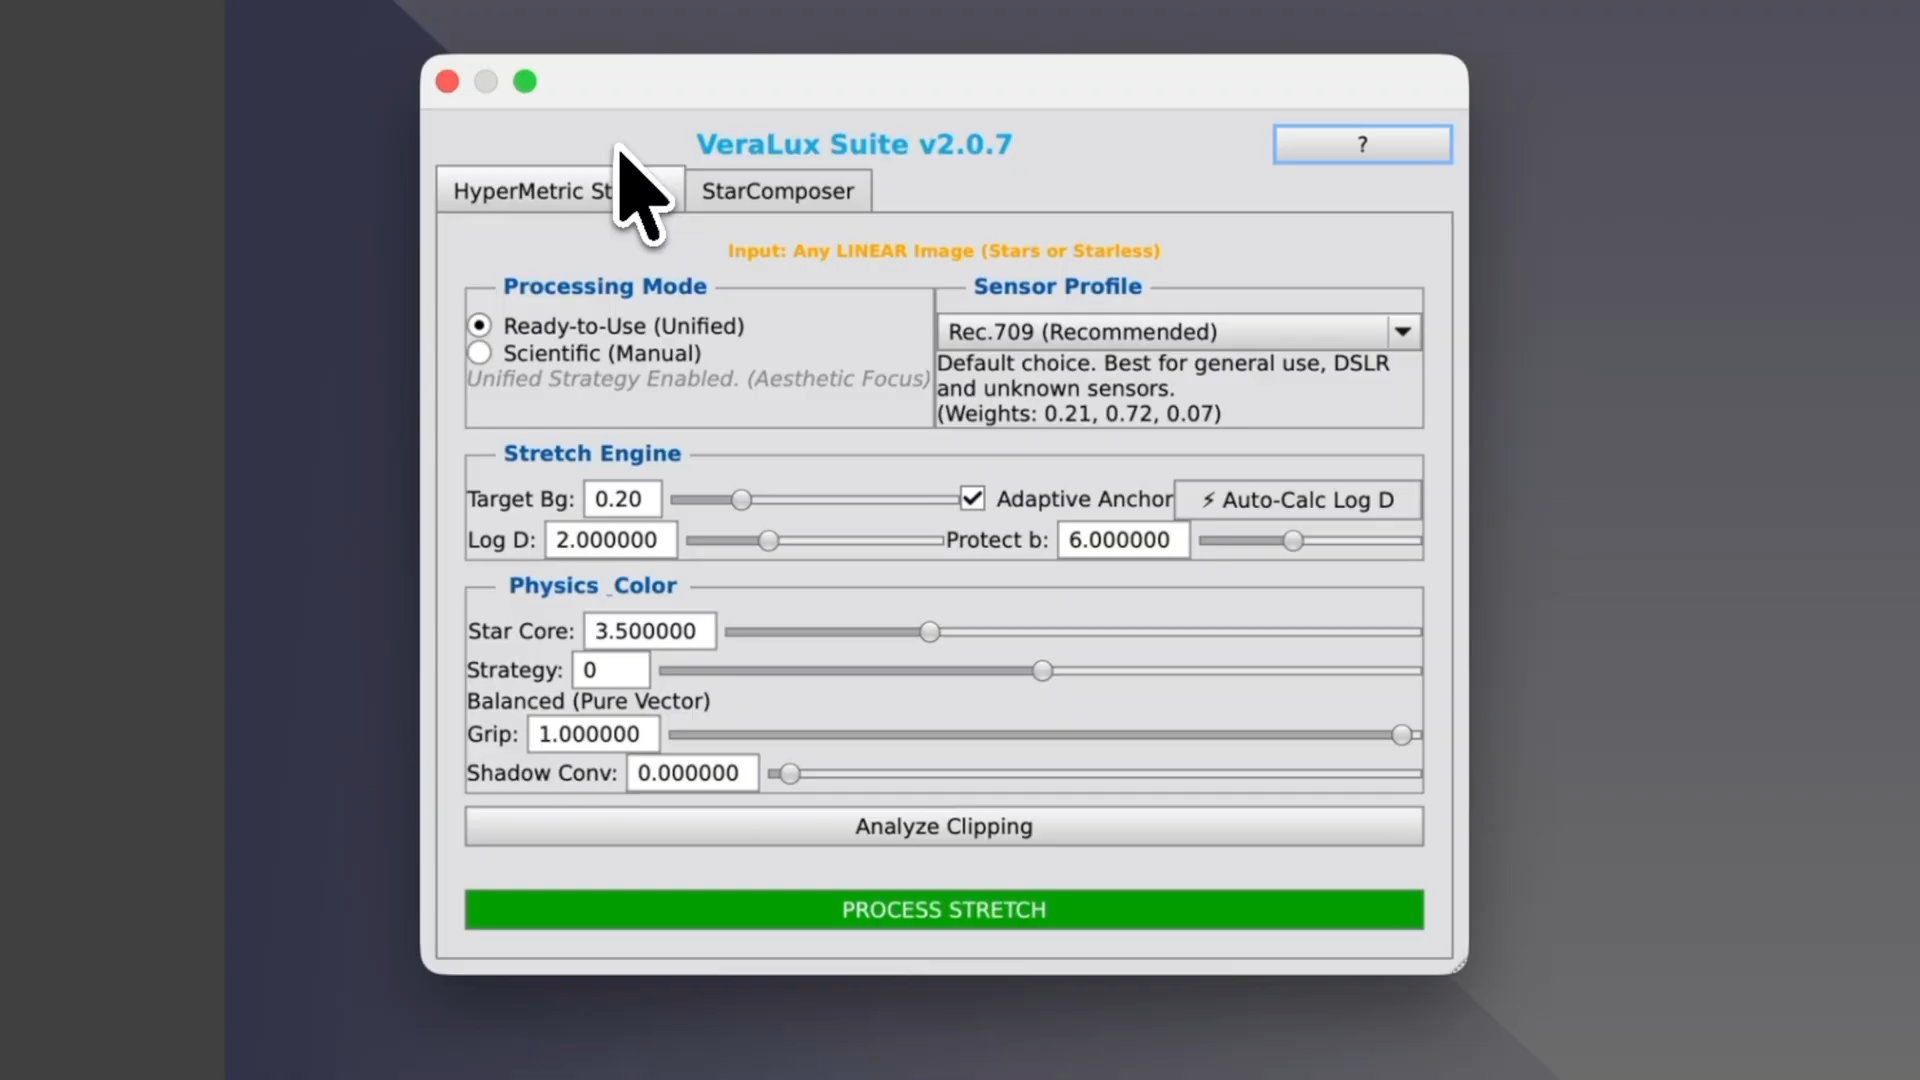 VeraLux Suite v2.0.7
?
HyperMetric St
StarComposer
Input: Any LINEAR Image (Stars or Starless)
Processing Mode
Ready-to-Use (Unified)
Scientific (Manual)
Unified Strategy Enabled. (Aesthetic Focus)
Sensor Profile
Rec.709 (Recommended)
Default choice. Best for general use, DSLR
and unknown sensors.
(Weights: 0.21, 0.72, 0.07)
Stretch Engine
Target Bg: 0.20
Adaptive Anchor
⚡ Auto-Calc Log D
Log D: 2.000000
Protect b: 6.000000
Physics _Color
Star Core: 3.500000
Strategy: 0
Balanced (Pure Vector)
Grip: 1.000000
Shadow Conv: 0.000000
Analyze Clipping
PROCESS STRETCH